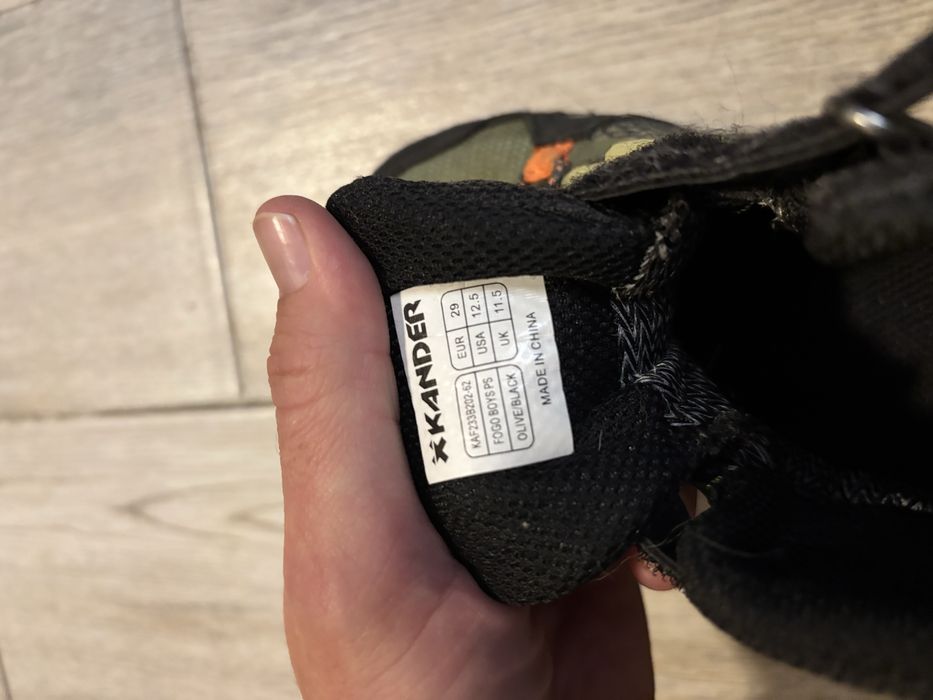 KANDER
KAF233B202-62
FOGO BOYS PS
OLIVE/BLACK
EUR 29
USA 12.5
UK 11.5
MADE IN CHINA